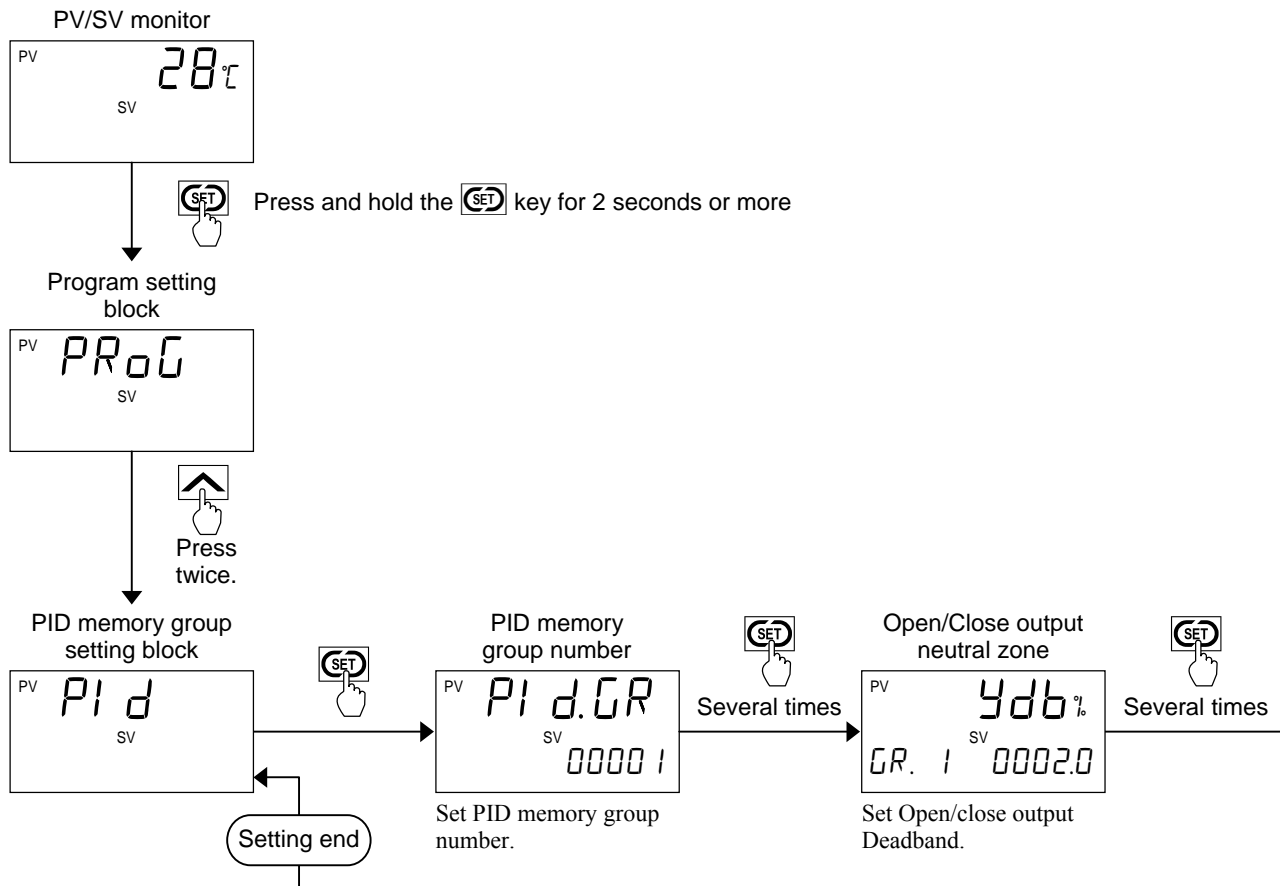 PV/SV monitor
PV
28℃
SV
SET
Press and hold the SET key for 2 seconds or more
Program setting
block
PV
PRoG
SV
Press
twice.
PID memory group
setting block
PV
PId
SV
SET
PID memory
group number
PV
PId.GR
SV
00001
Set PID memory group
number.
SET
Several times
Open/Close output
neutral zone
PV
Ydb%
SV
GR. 1 0002.0
Set Open/close output
Deadband.
SET
Several times
Setting end